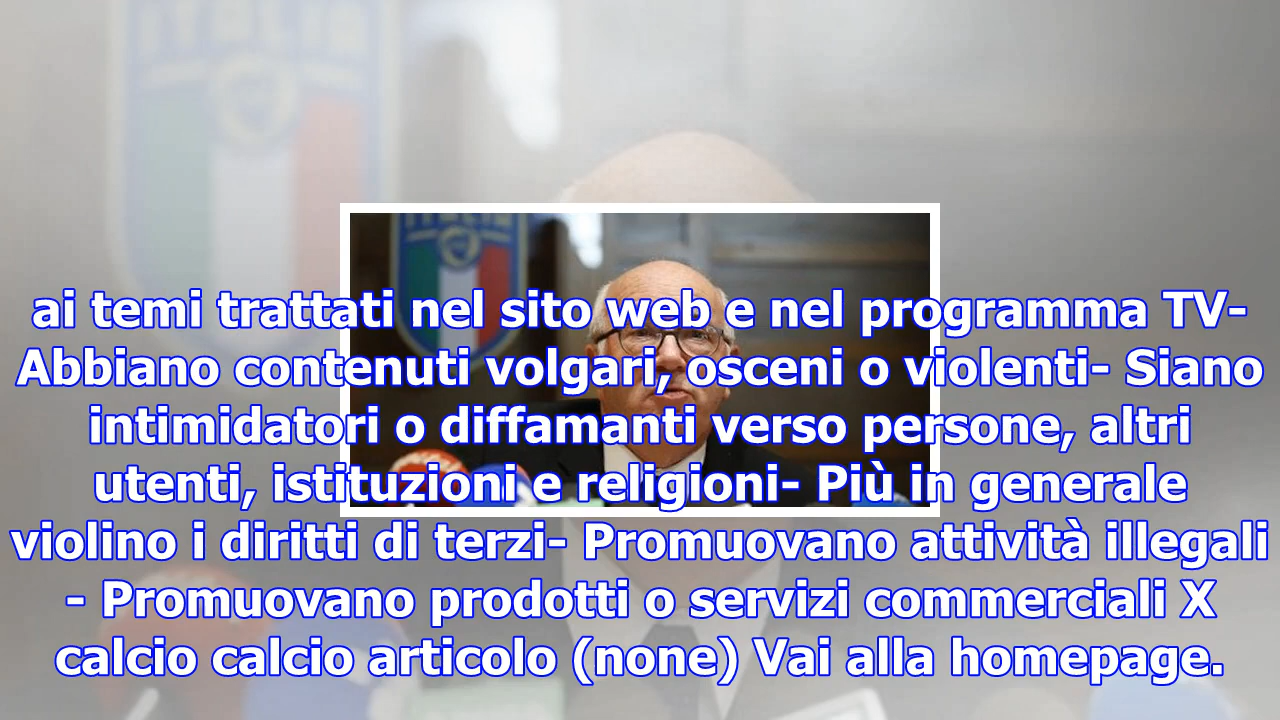 ITALIA
ITALIA
ai temi trattati nel sito web e nel programma TV-
Abbiano contenuti volgari, osceni o violenti- Siano
intimidatori o diffamanti verso persone, altri
utenti, istituzioni e religioni- Più in generale
violino i diritti di terzi- Promuovano attività illegali
- Promuovano prodotti o servizi commerciali X
calcio calcio articolo (none) Vai alla homepage.